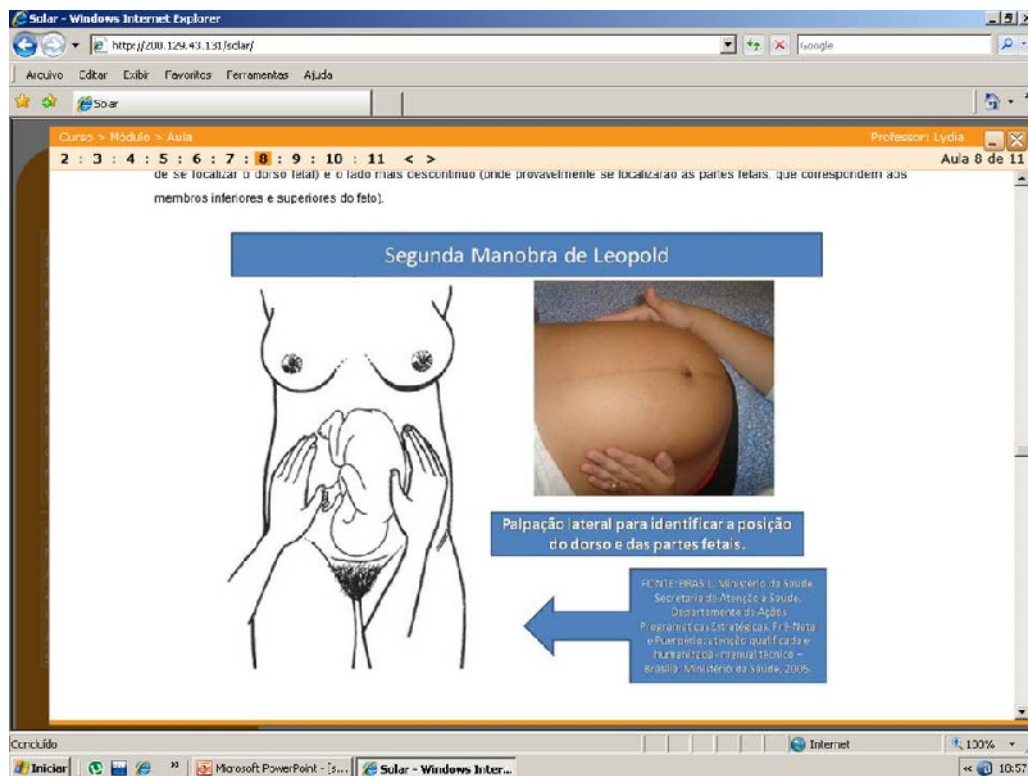 Solar - Windows Internet Explorer
http://200.129.43.131/solar/
Google
Arquivo Editar Exibir Favoritos Ferramentas Ajuda
Solar
Curso > Módulo > Aula
Professor: Lydia
2 : 3 : 4 : 5 : 6 : 7 : 8 : 9 : 10 : 11 < >
Aula 8 de 11
de se localizar o dorso fetal) e o lado mais descontínuo (onde provavelmente se localizarão as partes fetais, que correspondem aos
membros inferiores e superiores do feto).
Segunda Manobra de Leopold
Palpação lateral para identificar a posição
do dorso e das partes fetais.
FONTE: BRASIL. Ministério da Saúde.
Secretaria de Atenção à Saúde.
Departamento de Ações
Programáticas Estratégicas. Pré-Natal
e Puerpério: atenção qualificada e
humanizada - manual técnico –
Brasília: Ministério da Saúde, 2005.
Concluído
Internet
100%
Iniciar
»
Microsoft PowerPoint - [s...
Solar - Windows Inter...
«
10:57